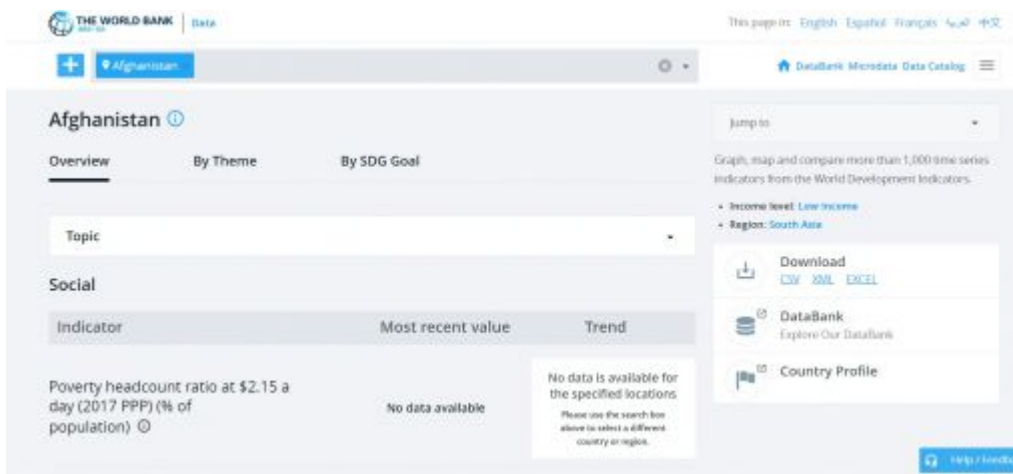 THE WORLD BANK
Data
This page in: English Español Français العربية 中文
Afghanistan
DataBank Microdata Data Catalog
Afghanistan
Jump to
Overview By Theme By SDG Goal
Graph, map and compare more than 1,000 time series
indicators from the World Development Indicators.
Income level: Low income
Region: South Asia
Topic
Download
CSV XML EXCEL
Social
Indicator Most recent value Trend
DataBank
Explore Our DataBank
Country Profile
Poverty headcount ratio at $2.15 a
day (2017 PPP) (% of
population)
No data available
No data is available for
the specified locations
Please use the search box
above to select a different
country or region.
Help /